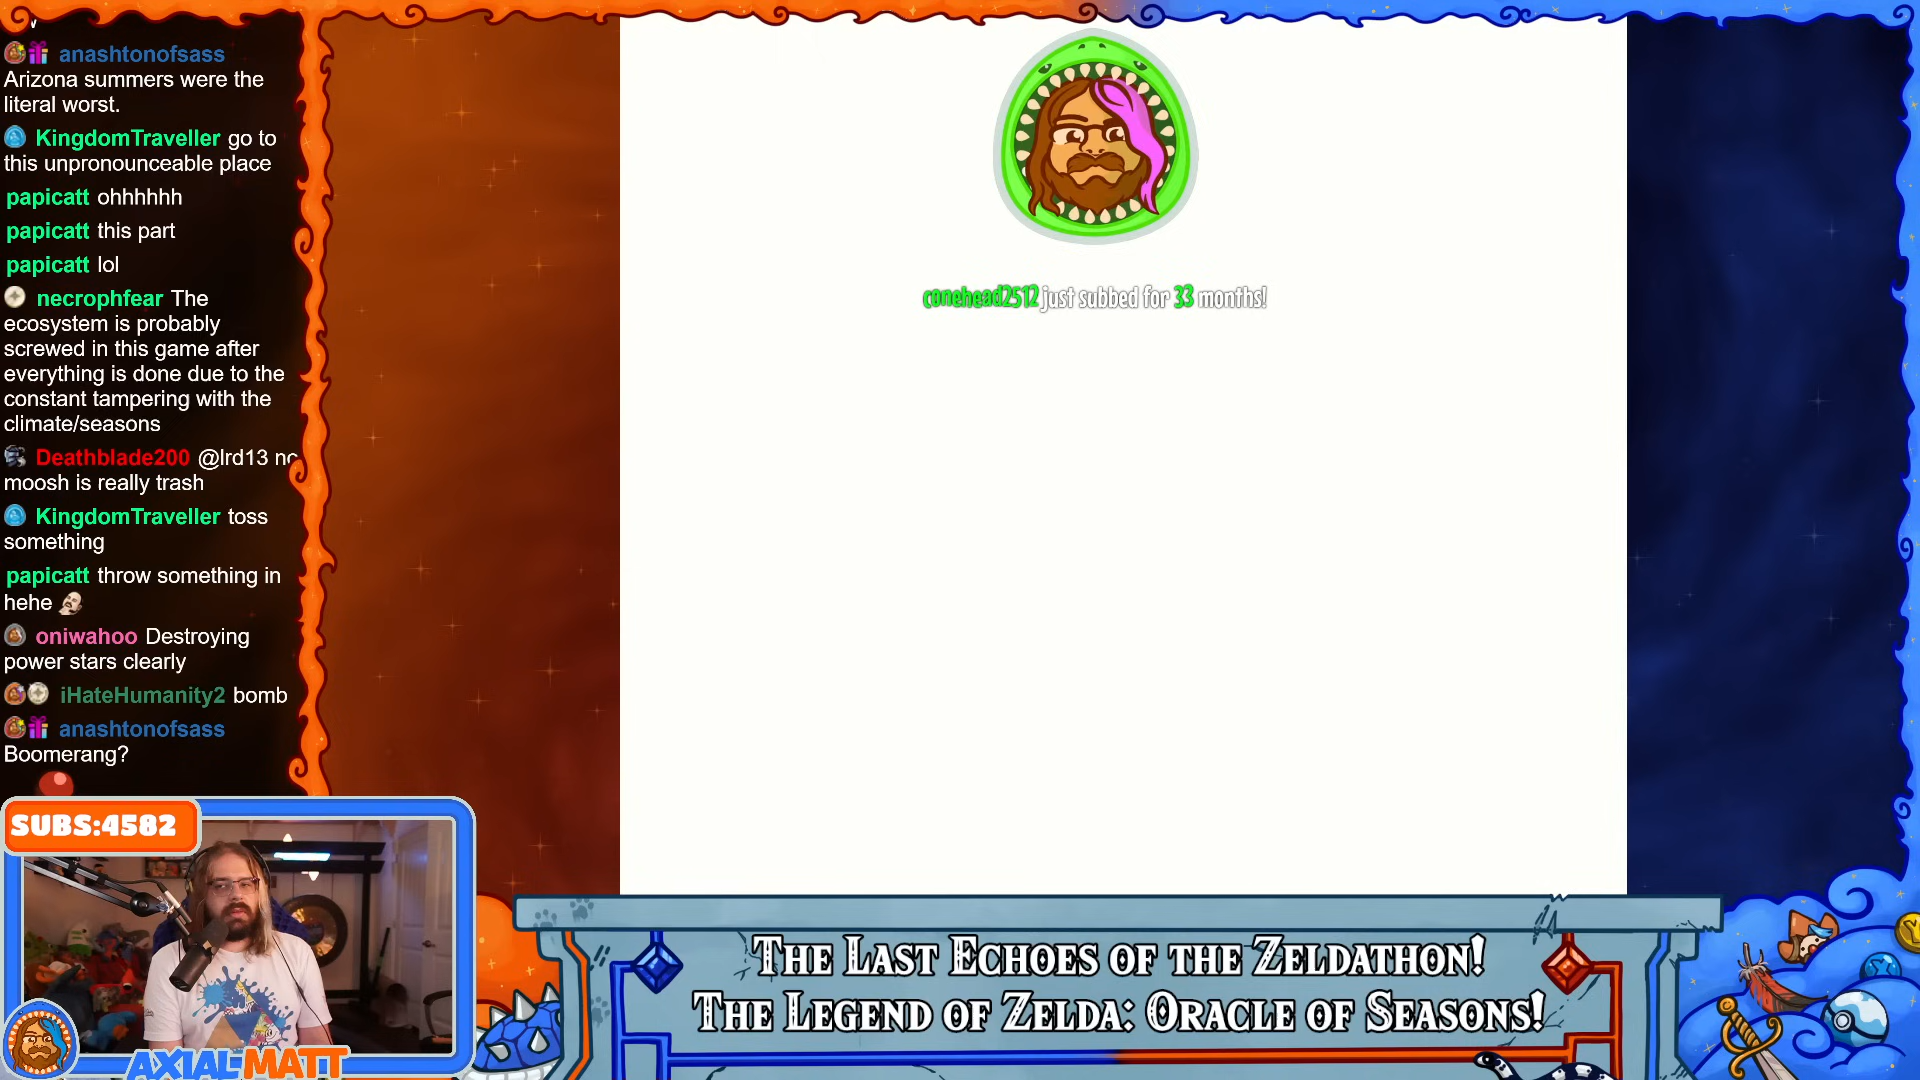 anashtonofsass
Arizona summers were the
literal worst.
KingdomTraveller go to
this unpronounceable place
papicatt ohhhhhh
papicatt this part
papicatt lol
necrophfear The
ecosystem is probably
screwed in this game after
everything is done due to the
constant tampering with the
climate/seasons
Deathblade200 @lrd13 no
moosh is really trash
KingdomTraveller toss
something
papicatt throw something in
hehe
oniwahoo Destroying
power stars clearly
iHateHumanity2 bomb
anashtonofsass
Boomerang?
conehead2512 just subbed for 33 months!
SUBS:4582
AXIALMATT
The Last Echoes of the Zeldathon!
The Legend of Zelda: Oracle of Seasons!